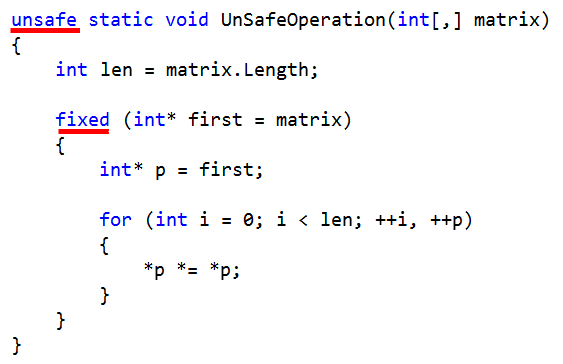 unsafe static void UnSafeOperation(int[,] matrix)
{
    int len = matrix.Length;
    fixed (int* first = matrix)
    {
        int* p = first;
        for (int i = 0; i < len; ++i, ++p)
        {
            *p *= *p;
        }
    }
}